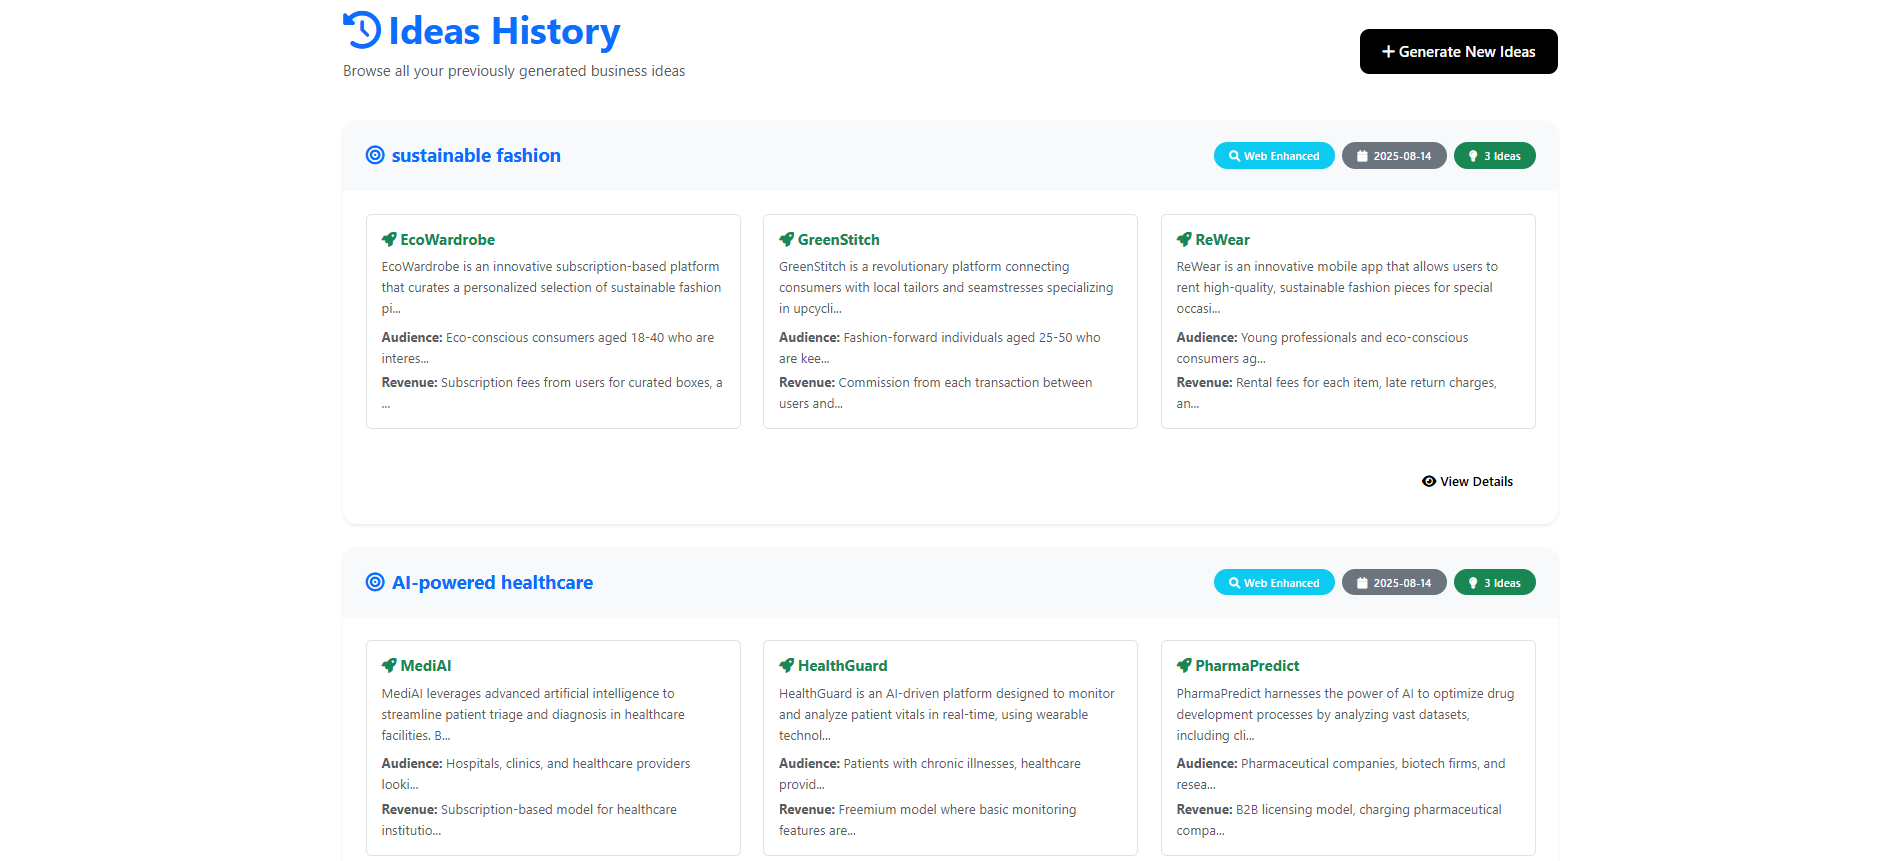 Ideas History
Browse all your previously generated business ideas
Generate New Ideas
sustainable fashion
Web Enhanced
2025-08-14
3 Ideas
EcoWardrobe
EcoWardrobe is an innovative subscription-based platform
that curates a personalized selection of sustainable fashion
pi...
Audience: Eco-conscious consumers aged 18-40 who are
interes...
Revenue: Subscription fees from users for curated boxes, a
...
GreenStitch
GreenStitch is a revolutionary platform connecting
consumers with local tailors and seamstresses specializing
in upcycli...
Audience: Fashion-forward individuals aged 25-50 who
are kee...
Revenue: Commission from each transaction between
users and...
ReWear
ReWear is an innovative mobile app that allows users to
rent high-quality, sustainable fashion pieces for special
occasi...
Audience: Young professionals and eco-conscious
consumers ag...
Revenue: Rental fees for each item, late return charges,
an...
View Details
AI-powered healthcare
Web Enhanced
2025-08-14
3 Ideas
MediAI
MediAI leverages advanced artificial intelligence to
streamline patient triage and diagnosis in healthcare
facilities. B...
Audience: Hospitals, clinics, and healthcare providers
looki...
Revenue: Subscription-based model for healthcare
institutio...
HealthGuard
HealthGuard is an AI-driven platform designed to monitor
and analyze patient vitals in real-time, using wearable
technol...
Audience: Patients with chronic illnesses, healthcare
provid...
Revenue: Freemium model where basic monitoring
features are...
PharmaPredict
PharmaPredict harnesses the power of AI to optimize drug
development processes by analyzing vast datasets,
including cli...
Audience: Pharmaceutical companies, biotech firms, and
resea...
Revenue: B2B licensing model, charging pharmaceutical
compa...